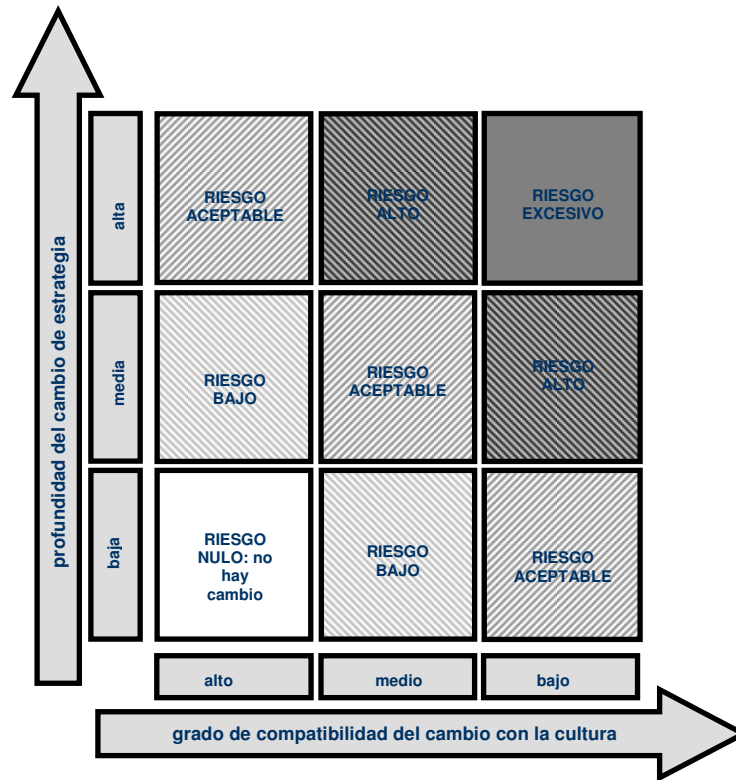 profundidad del cambio de estrategia
alta
RIESGO
ACEPTABLE
RIESGO
ALTO
RIESGO
EXCESIVO
media
RIESGO
BAJO
RIESGO
ACEPTABLE
RIESGO
ALTO
baja
RIESGO
NULO: no
hay
cambio
RIESGO
BAJO
RIESGO
ACEPTABLE
alto
medio
bajo
grado de compatibilidad del cambio con la cultura